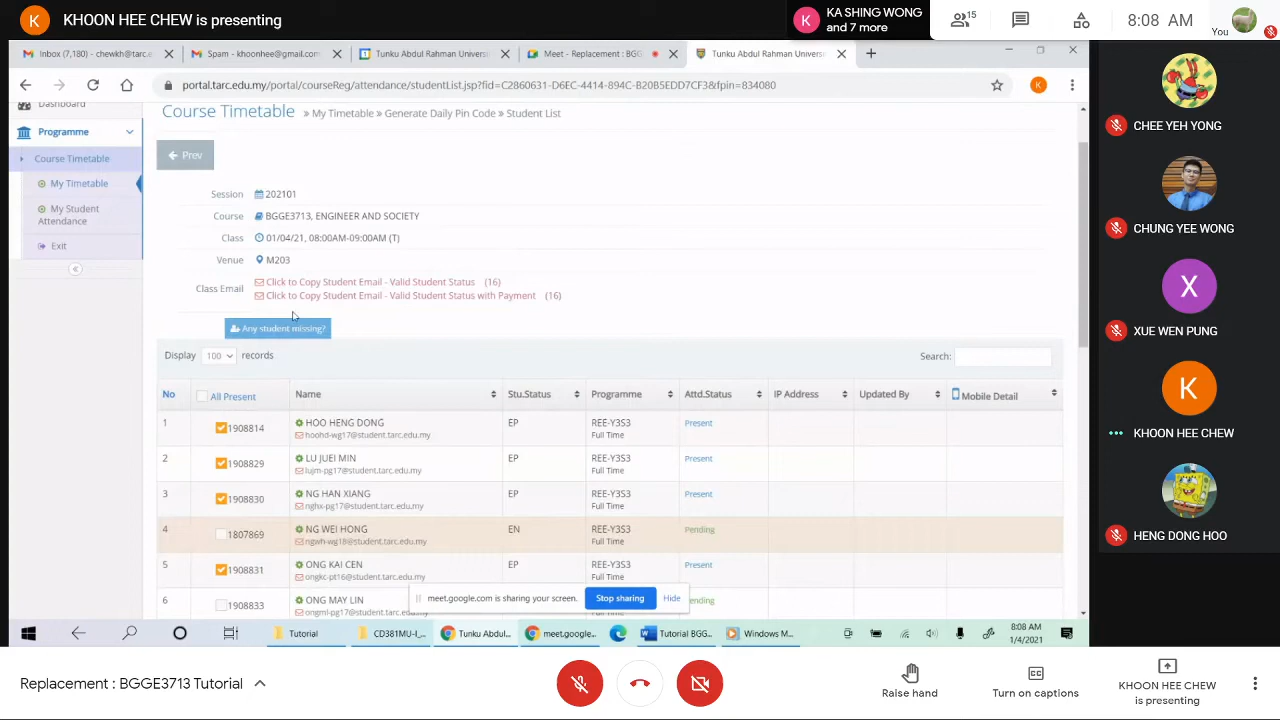 K
KHOON HEE CHEW is presenting
K
KA SHING WONG
and 7 more
15
8:08 AM
You
Inbox (7,180) - chewkh@tarc.e
Spam - khoonhee@gmail.com
Tunku Abdul Rahman Univers
Meet - Replacement : BGG
Tunku Abdul Rahman Univers
portal.tarc.edu.my/portal/courseReg/attendance/studentList.jsp?id=C2860631-D6EC-4414-894C-B20B5EDD7CF3&fpin=834080
K
Dashboard
Programme
Course Timetable
My Timetable
My Student
Attendance
Exit
Course Timetable » My Timetable » Generate Daily Pin Code » Student List
Prev
Session 202101
Course BGGE3713, ENGINEER AND SOCIETY
Class 01/04/21, 08:00AM-09:00AM (T)
Venue M203
Class Email Click to Copy Student Email - Valid Student Status (16)
Click to Copy Student Email - Valid Student Status with Payment (16)
Any student missing?
Display 100 records
Search:
No All Present Name Stu.Status Programme Attd.Status IP Address Updated By Mobile Detail
1 1908814 HOO HENG DONG EP REE-Y3S3 Present
hoohd-wg17@student.tarc.edu.my Full Time
2 1908829 LU JUEI MIN EP REE-Y3S3 Present
lujm-pg17@student.tarc.edu.my Full Time
3 1908830 NG HAN XIANG EP REE-Y3S3 Present
nghx-pg17@student.tarc.edu.my Full Time
4 1807869 NG WEI HONG EN REE-Y3S3 Pending
ngwh-wg18@student.tarc.edu.my Full Time
5 1908831 ONG KAI CEN EP REE-Y3S3 Present
ongkc-pt16@student.tarc.edu.my Full Time
6 1908833 ONG MAY LIN
ongml-pg17@student.tarc.edu.my
meet.google.com is sharing your screen. Stop sharing Hide
Tutorial
CD381MU-I_...
Tunku Abdul...
meet.google...
Tutorial BGG...
Windows M...
8:08 AM
1/4/2021
CHEE YEH YONG
CHUNG YEE WONG
X
XUE WEN PUNG
K
KHOON HEE CHEW
HENG DONG HOO
Replacement : BGGE3713 Tutorial
Raise hand
Turn on captions
KHOON HEE CHEW
is presenting